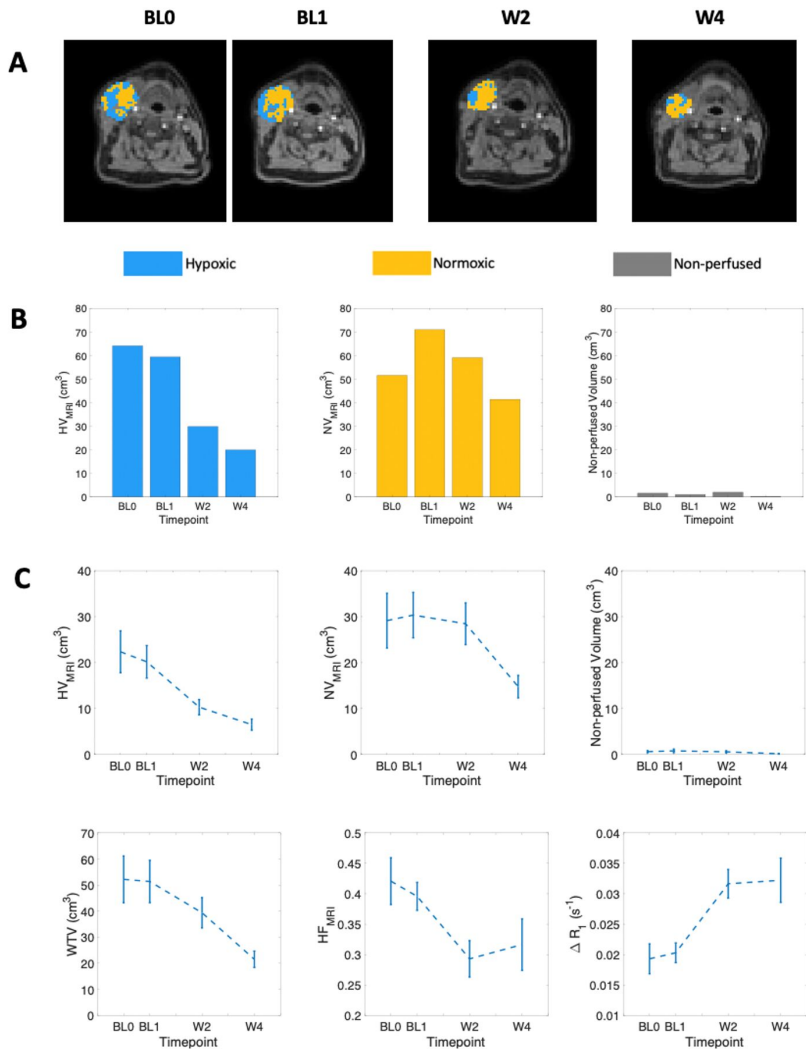 BL0 BL1 W2 W4
A
Hypoxic Normoxic Non-perfused
B
80
70
60
50
40
30
20
10
0
HV_MRI (cm³)
BL0 BL1 W2 W4
Timepoint
80
70
60
50
40
30
20
10
0
NV_MRI (cm³)
BL0 BL1 W2 W4
Timepoint
80
70
60
50
40
30
20
10
0
Non-perfused Volume (cm³)
BL0 BL1 W2 W4
Timepoint
C
40
30
20
10
0
HV_MRI (cm³)
BL0 BL1 W2 W4
Timepoint
40
30
20
10
0
NV_MRI (cm³)
BL0 BL1 W2 W4
Timepoint
40
30
20
10
0
Non-perfused Volume (cm³)
BL0 BL1 W2 W4
Timepoint
70
60
50
40
30
20
10
0
WTV (cm³)
BL0 BL1 W2 W4
Timepoint
0.5
0.45
0.4
0.35
0.3
0.25
0.2
HF_MRI
BL0 BL1 W2 W4
Timepoint
0.04
0.035
0.03
0.025
0.02
0.015
0.01
Δ R₁ (s⁻¹)
BL0 BL1 W2 W4
Timepoint